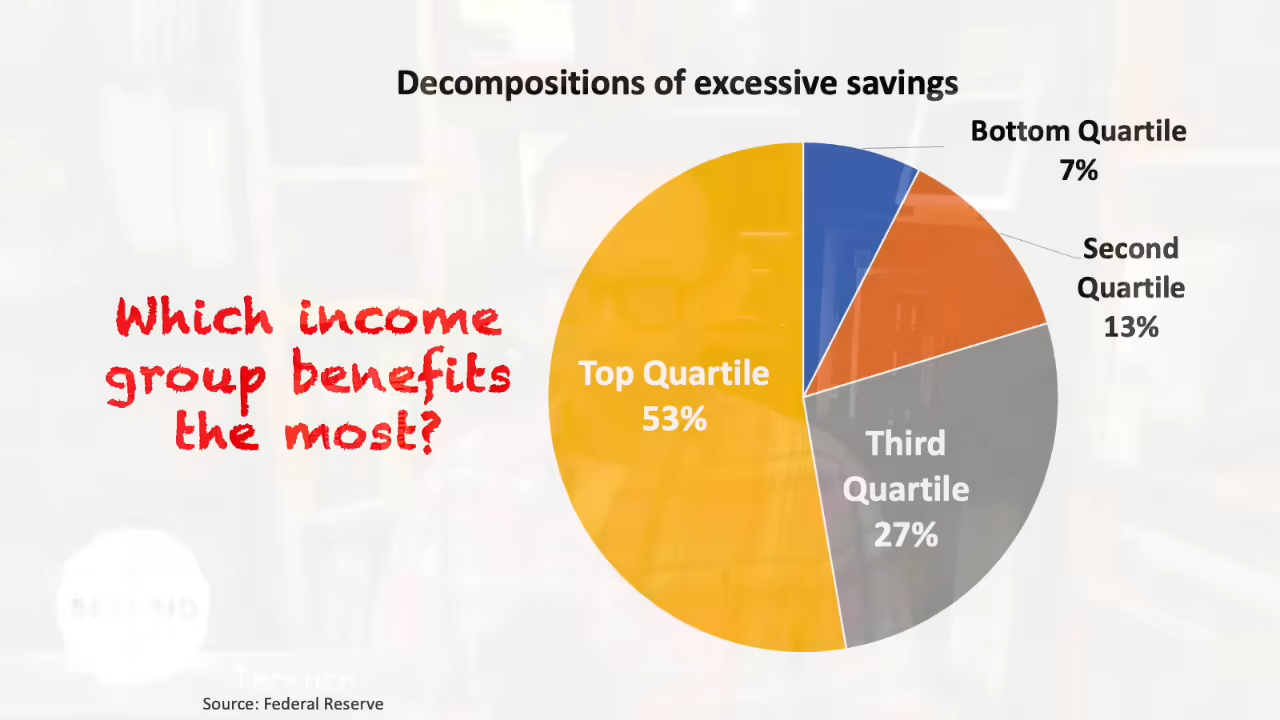 Decompositions of excessive savings
Bottom Quartile
7%
Second
Quartile
13%
Which income
group benefits
the most?
Top Quartile
53%
Third
Quartile
27%
Source: Federal Reserve